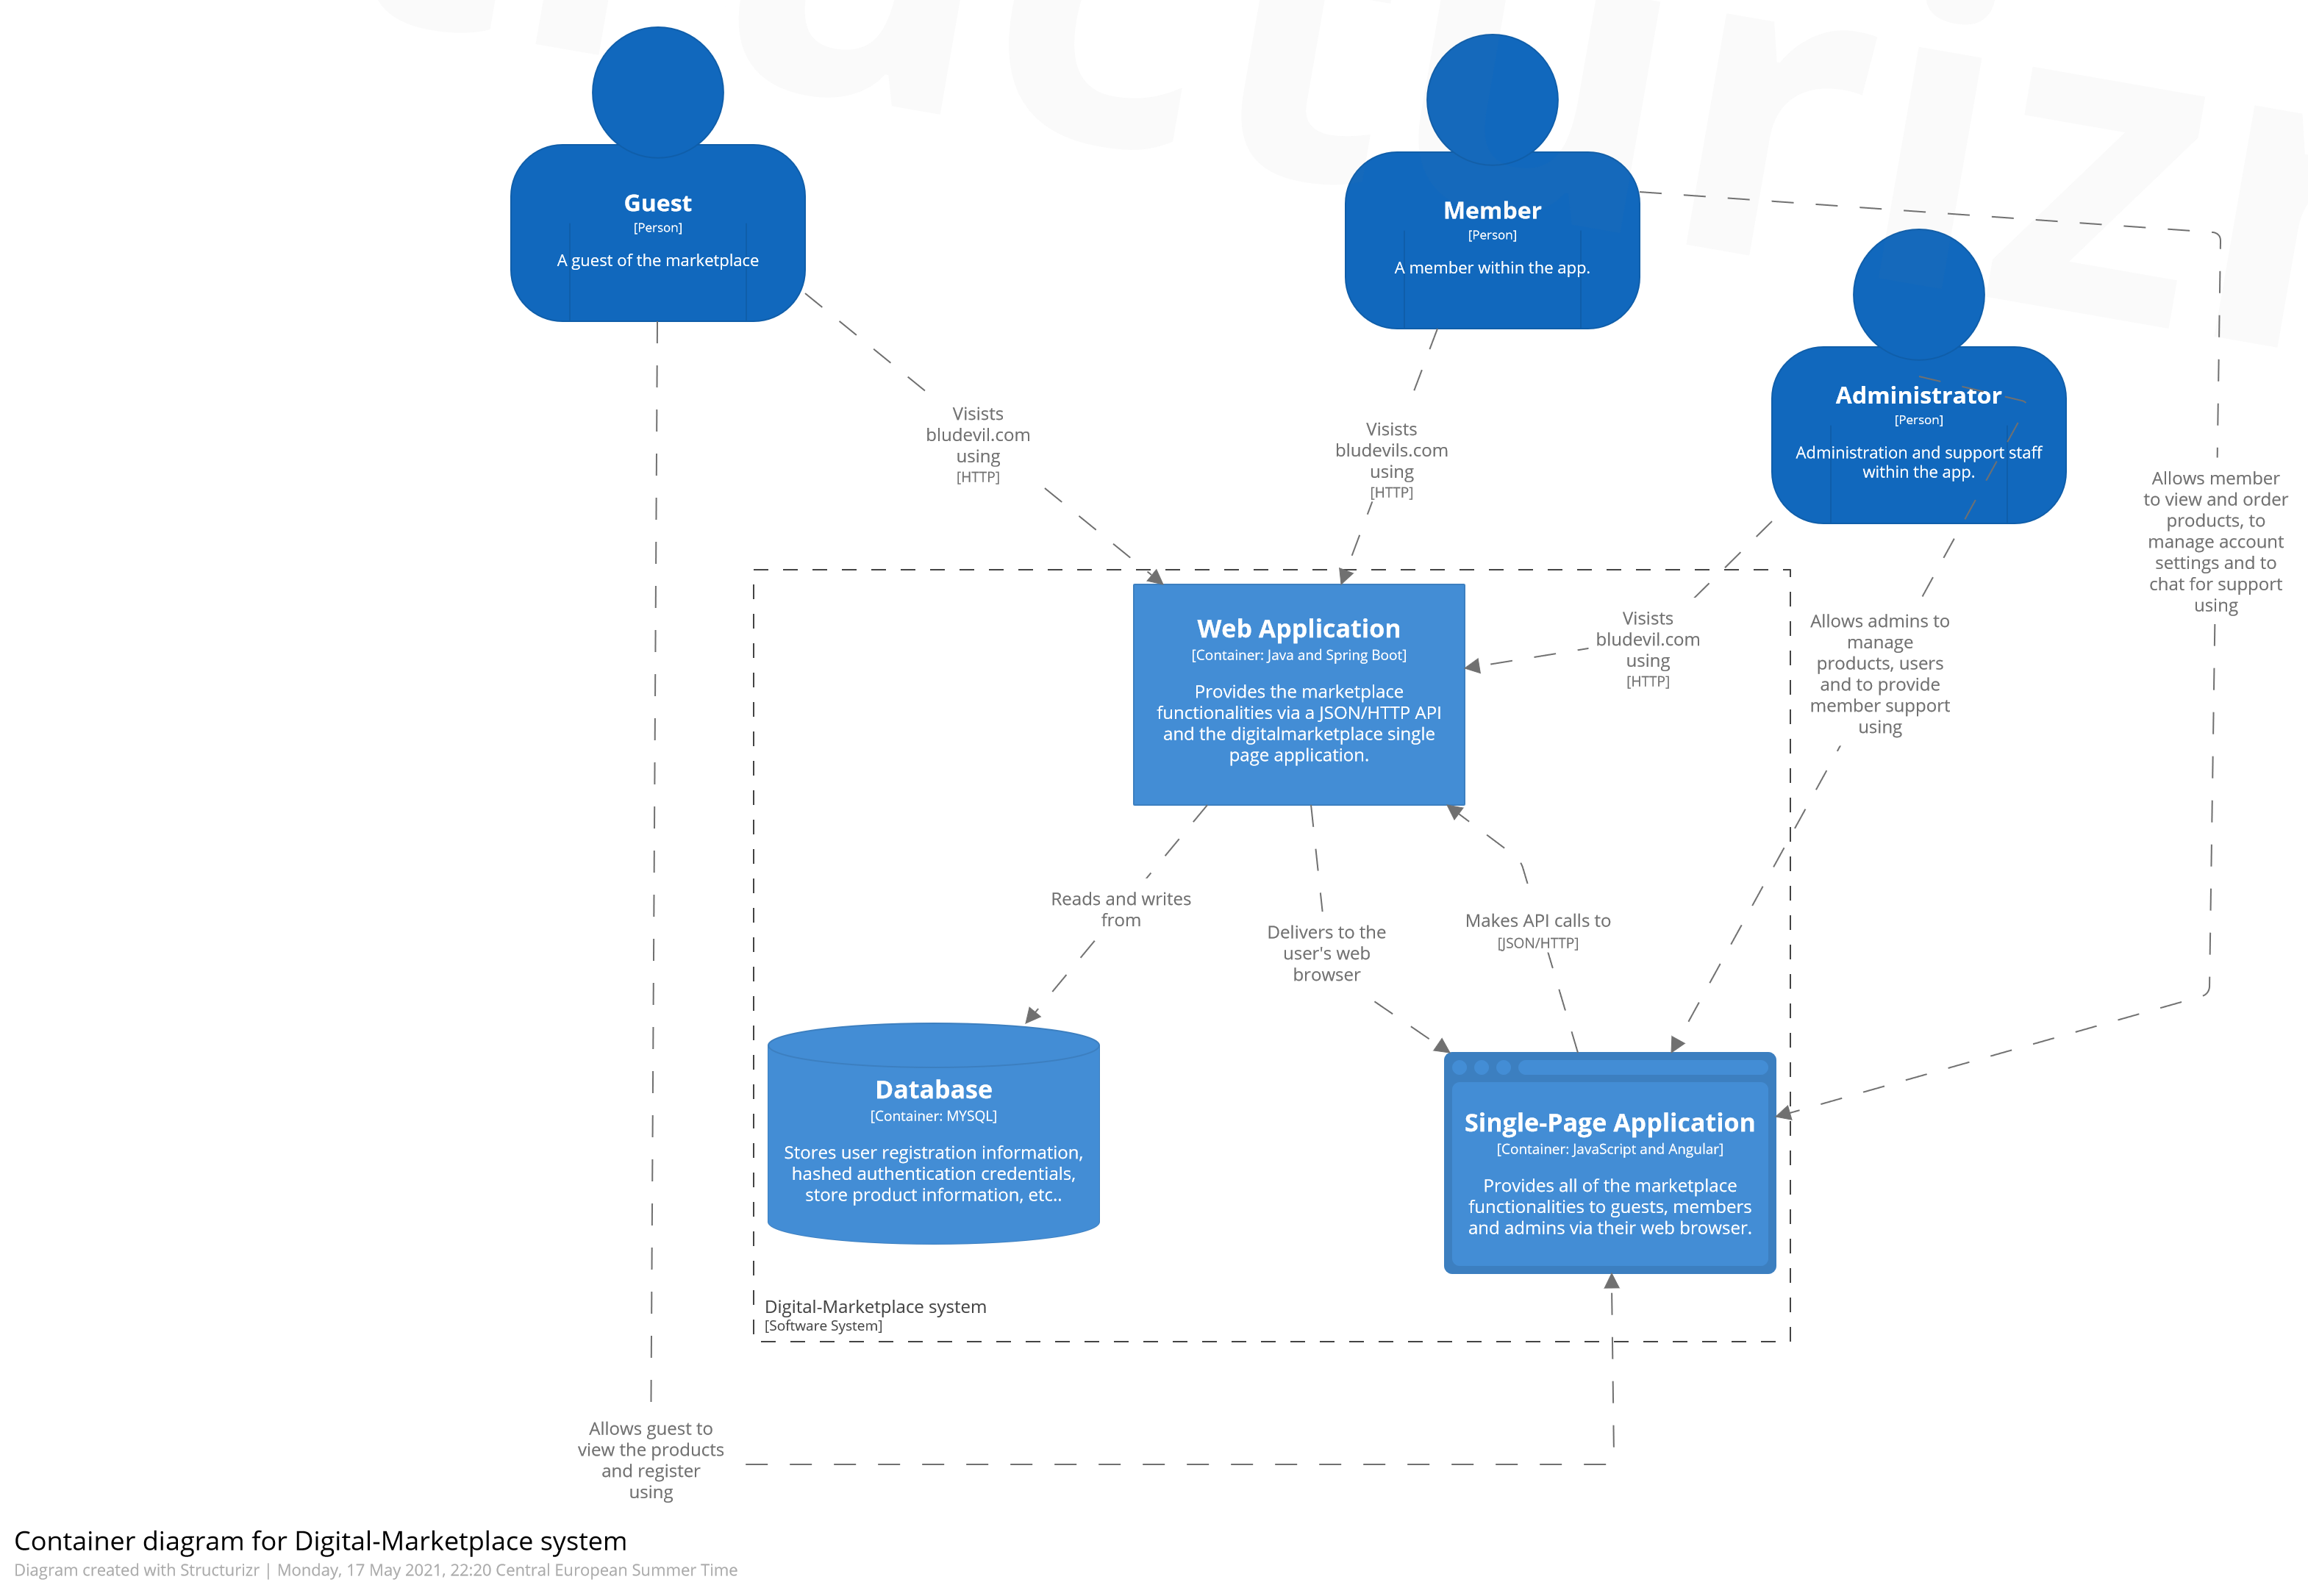 Guest
[Person]
A guest of the marketplace
Member
[Person]
A member within the app.
Administrator
[Person]
Administration and support staff
within the app.
Visists
bludevil.com
using
[HTTP]
Visists
bludevils.com
using
[HTTP]
Allows member
to view and order
products, to
manage account
settings and to
chat for support
using
Visists
bludevil.com
using
[HTTP]
Allows admins to
manage
products, users
and to provide
member support
using
Web Application
[Container: Java and Spring Boot]
Provides the marketplace
functionalities via a JSON/HTTP API
and the digitalmarketplace single
page application.
Reads and writes
from
Delivers to the
user's web
browser
Makes API calls to
[JSON/HTTP]
Database
[Container: MYSQL]
Stores user registration information,
hashed authentication credentials,
store product information, etc..
Single-Page Application
[Container: JavaScript and Angular]
Provides all of the marketplace
functionalities to guests, members
and admins via their web browser.
Digital-Marketplace system
[Software System]
Allows guest to
view the products
and register
using
Container diagram for Digital-Marketplace system
Diagram created with Structurizr | Monday, 17 May 2021, 22:20 Central European Summer Time